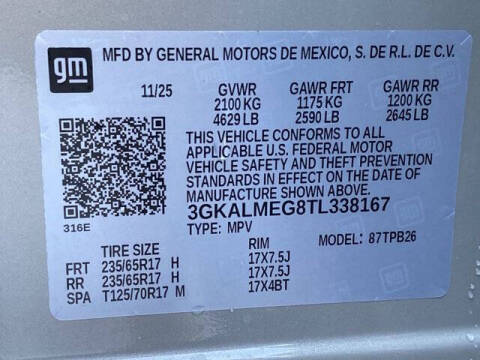 gm
MFD BY GENERAL MOTORS DE MEXICO, S. DE R.L. DE C.V.
11/25 GVWR GAWR FRT GAWR RR
2100 KG 1175 KG 1200 KG
4629 LB 2590 LB 2645 LB
THIS VEHICLE CONFORMS TO ALL
APPLICABLE U.S. FEDERAL MOTOR
VEHICLE SAFETY AND THEFT PREVENTION
STANDARDS IN EFFECT ON THE DATE OF
MANUFACTURE SHOWN ABOVE.
3GKALMEG8TL338167
316E
TYPE: MPV MODEL: 87TPB26
TIRE SIZE RIM
FRT 235/65R17 H 17X7.5J
RR 235/65R17 H 17X7.5J
SPA T125/70R17 M 17X4BT